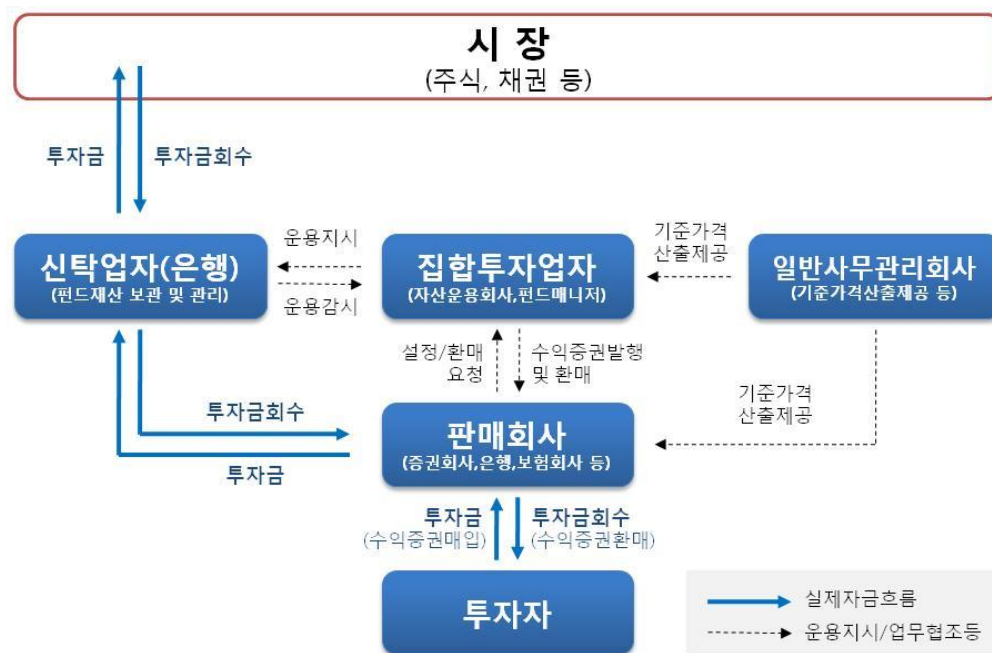 시 장
(주식, 채권 등)
투자금
투자금회수
신탁업자(은행)
(펀드재산 보관 및 관리)
운용지시
운용감시
집합투자업자
(자산운용회사,펀드매니저)
기준가격
산출제공
일반사무관리회사
(기준가격산출제공 등)
설정/환매
요청
수익증권발행
및 환매
기준가격
산출제공
투자금회수
투자금
판매회사
(증권회사,은행,보험회사 등)
투자금
(수익증권매입)
투자금회수
(수익증권환매)
투자자
실제자금흐름
운용지시/업무협조등